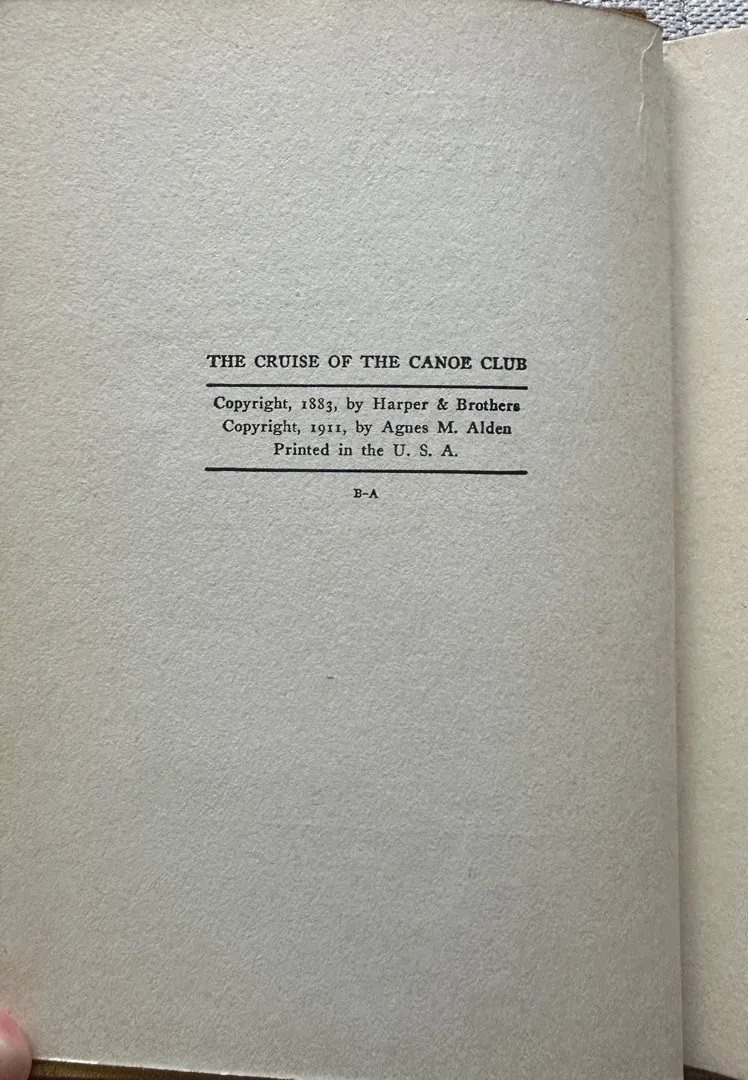 THE CRUISE OF THE CANOE CLUB
Copyright, 1883, by Harper & Brothers
Copyright, 1911, by Agnes M. Alden
Printed in the U. S. A.
B-A